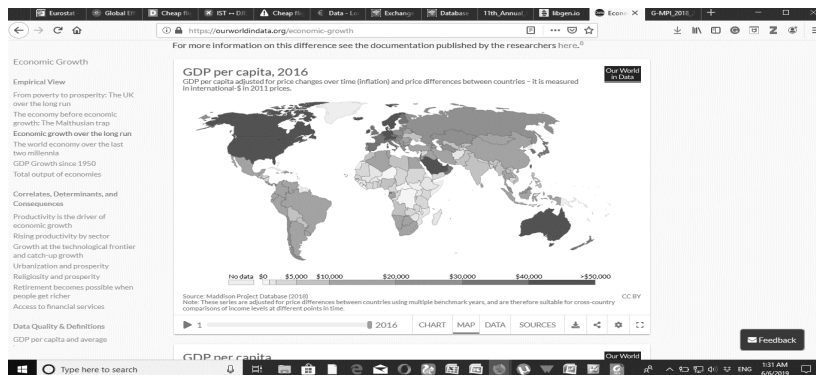 Eurostat
Global Eff
Cheap flig
IST ↔ DR
Cheap flig
Data - Loc
Exchange
Database
11th_Annual_
libgen.io
Econo
G-MPI_2018_
https://ourworldindata.org/economic-growth
For more information on this difference see the documentation published by the researchers here.6
Economic Growth
Empirical View
From poverty to prosperity: The UK
over the long run
The economy before economic
growth: The Malthusian trap
Economic growth over the long run
The world economy over the last
two millennia
GDP Growth since 1950
Total output of economies
Correlates, Determinants, and
Consequences
Productivity is the driver of
economic growth
Rising productivity by sector
Growth at the technological frontier
and catch-up growth
Urbanization and prosperity
Religiosity and prosperity
Retirement becomes possible when
people get richer
Access to financial services
Data Quality & Definitions
GDP per capita and average
GDP per capita, 2016
GDP per capita adjusted for price changes over time (inflation) and price differences between countries – it is measured
in international-$ in 2011 prices.
Our World
in Data
No data $0 $5,000 $10,000 $20,000 $30,000 $40,000 >$50,000
Source: Maddison Project Database (2018)
CC BY
Note: These series are adjusted for price differences between countries using multiple benchmark years, and are therefore suitable for cross-country
comparisons of income levels at different points in time.
1 2016 CHART MAP DATA SOURCES
Feedback
GDP per capita
Our World
Type here to search
ENG
1:31 AM
6/6/2019